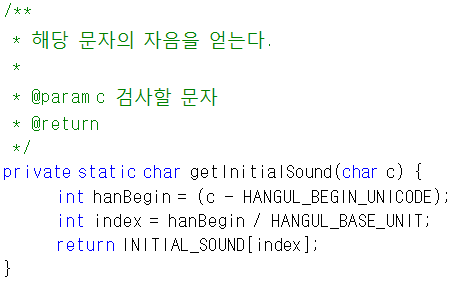 /**
 * 해당 문자의 자음을 얻는다.
 *
 * @param c 검사할 문자
 * @return
 */
private static char getInitialSound(char c) {
      int hanBegin = (c - HANGUL_BEGIN_UNICODE);
      int index = hanBegin / HANGUL_BASE_UNIT;
      return INITIAL_SOUND[index];
}